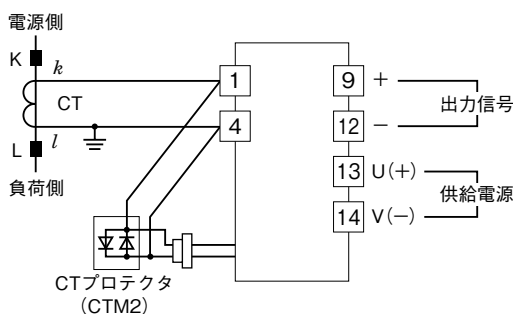 電源側
K
k
CT
l
L
負荷側
CTプロテクタ
（CTM2）
1
4
9 +
12 −
出力信号
13 U(+)
14 V(−)
供給電源